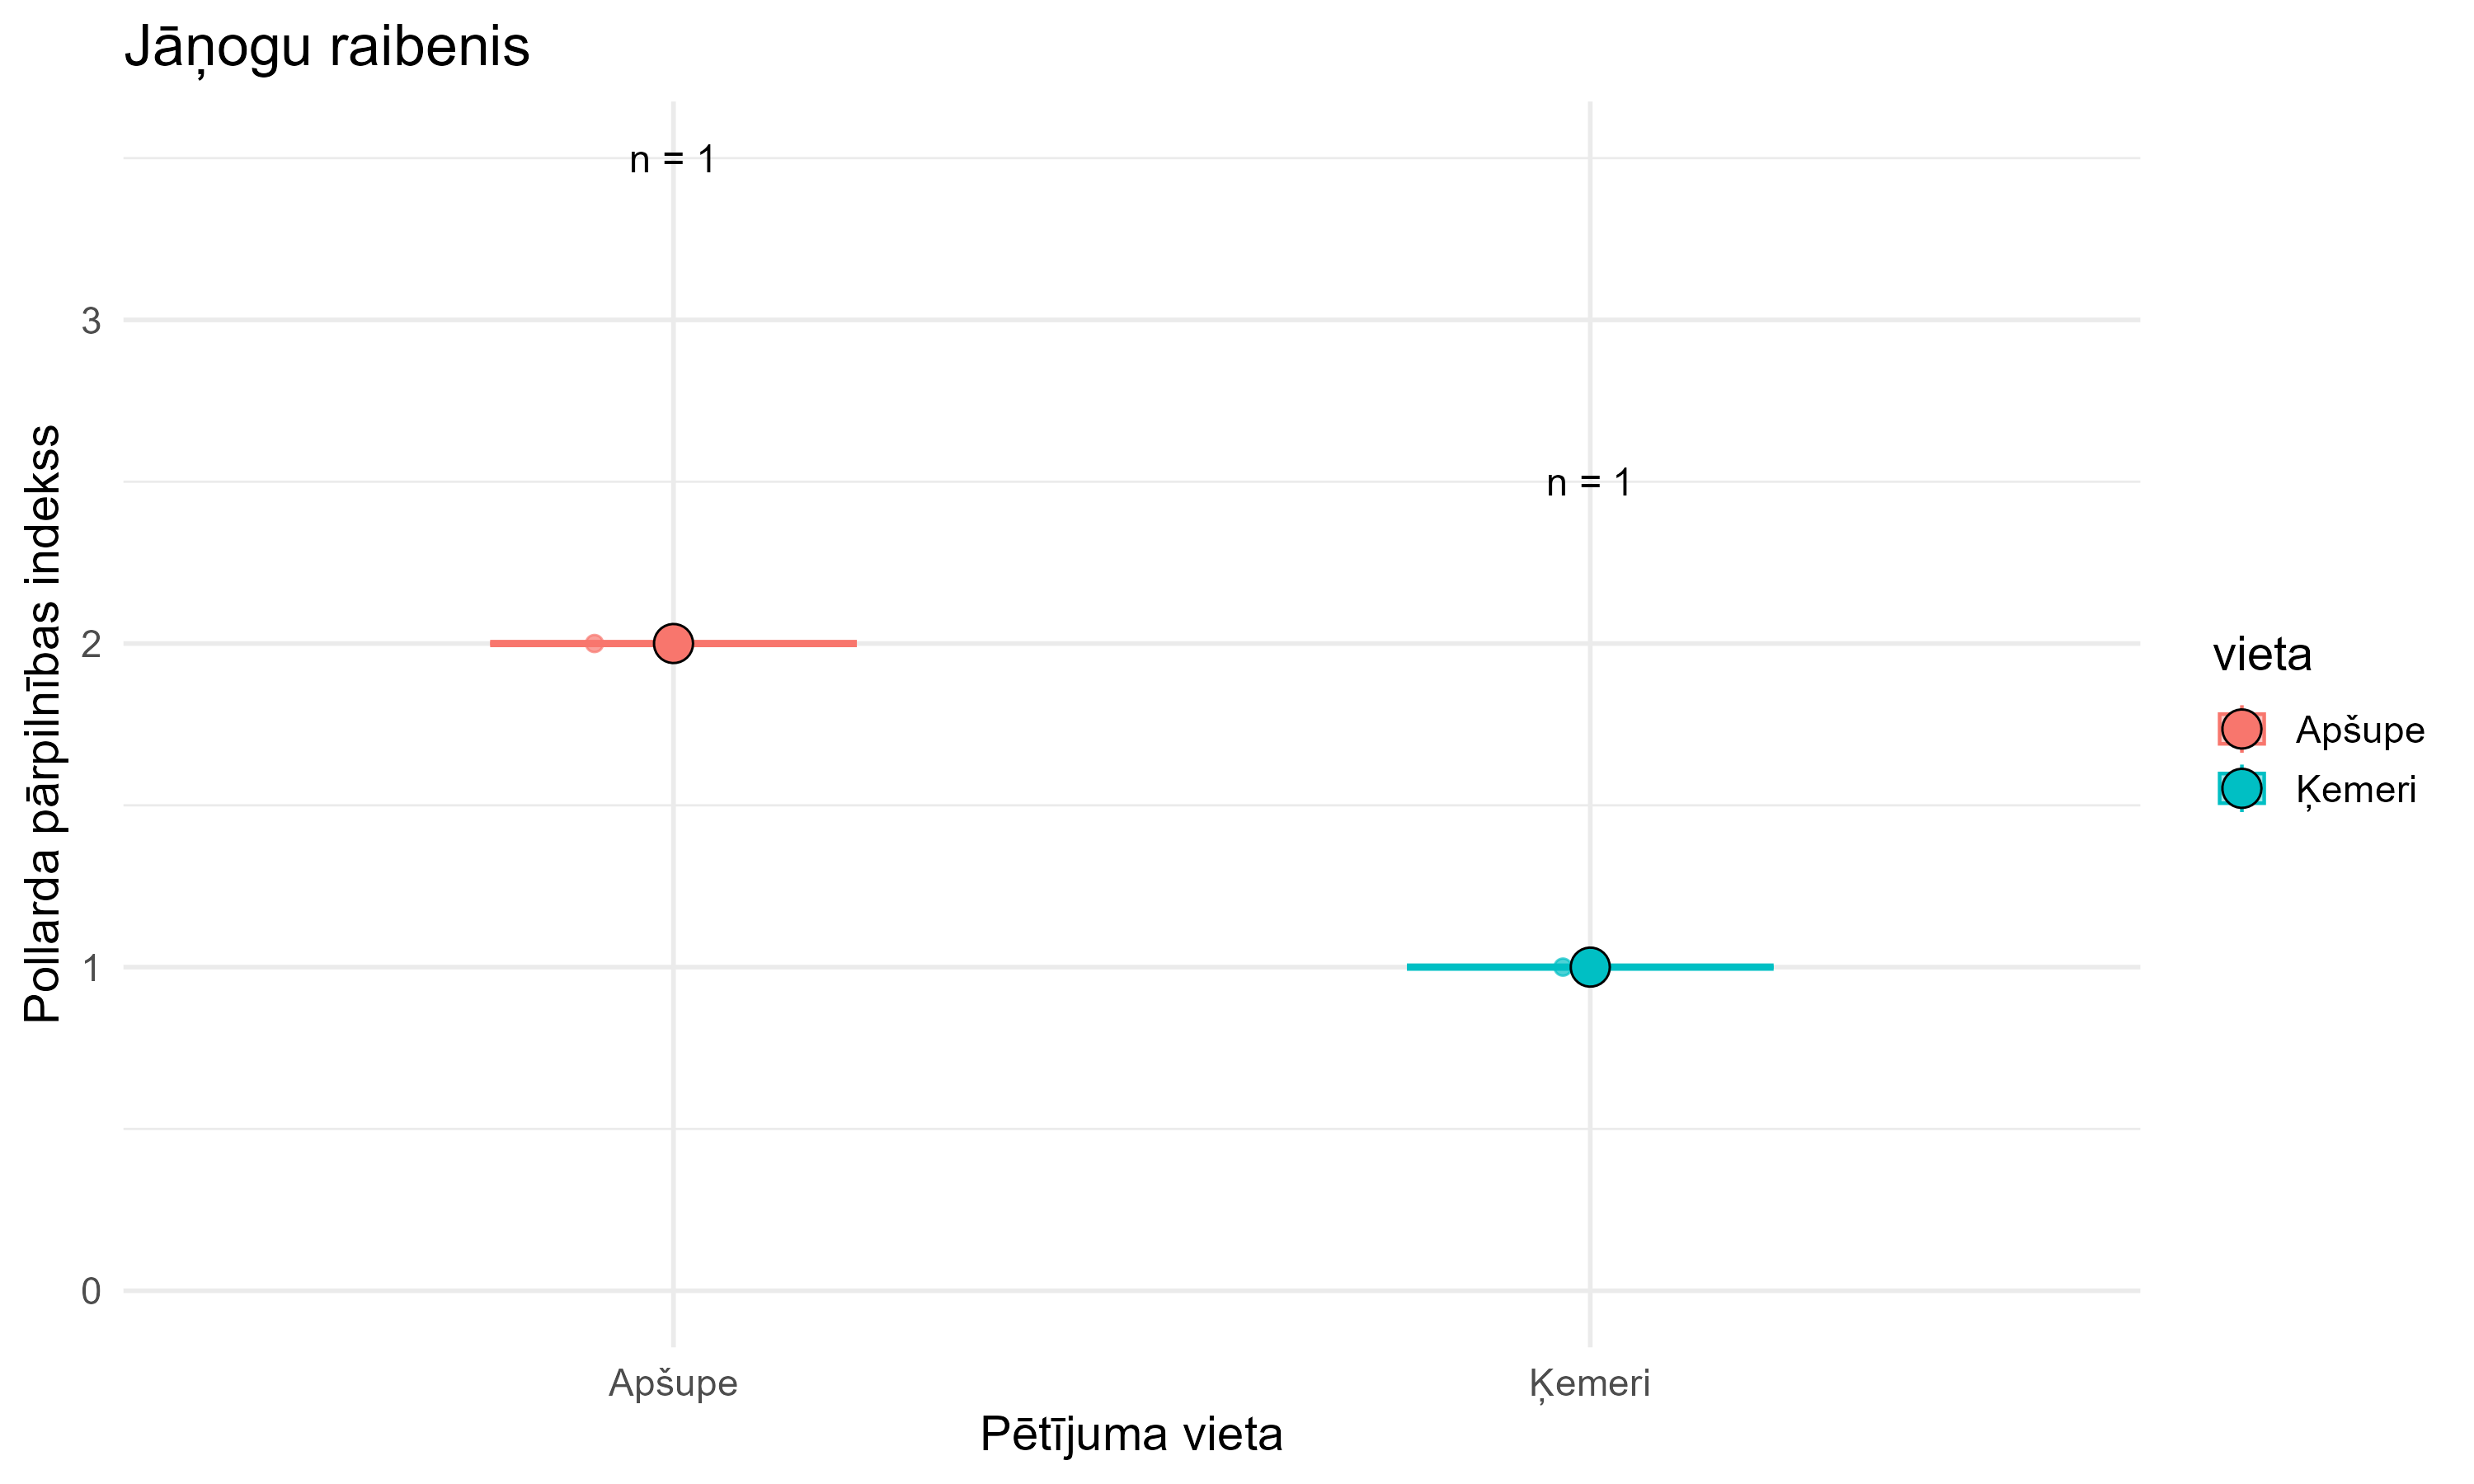 Jāņogu raibenis
n = 1
n = 1
3
2
1
0
Pollarda pārpilnības indekss
Apšupe
Ķemeri
Pētījuma vieta
vieta
Apšupe
Ķemeri